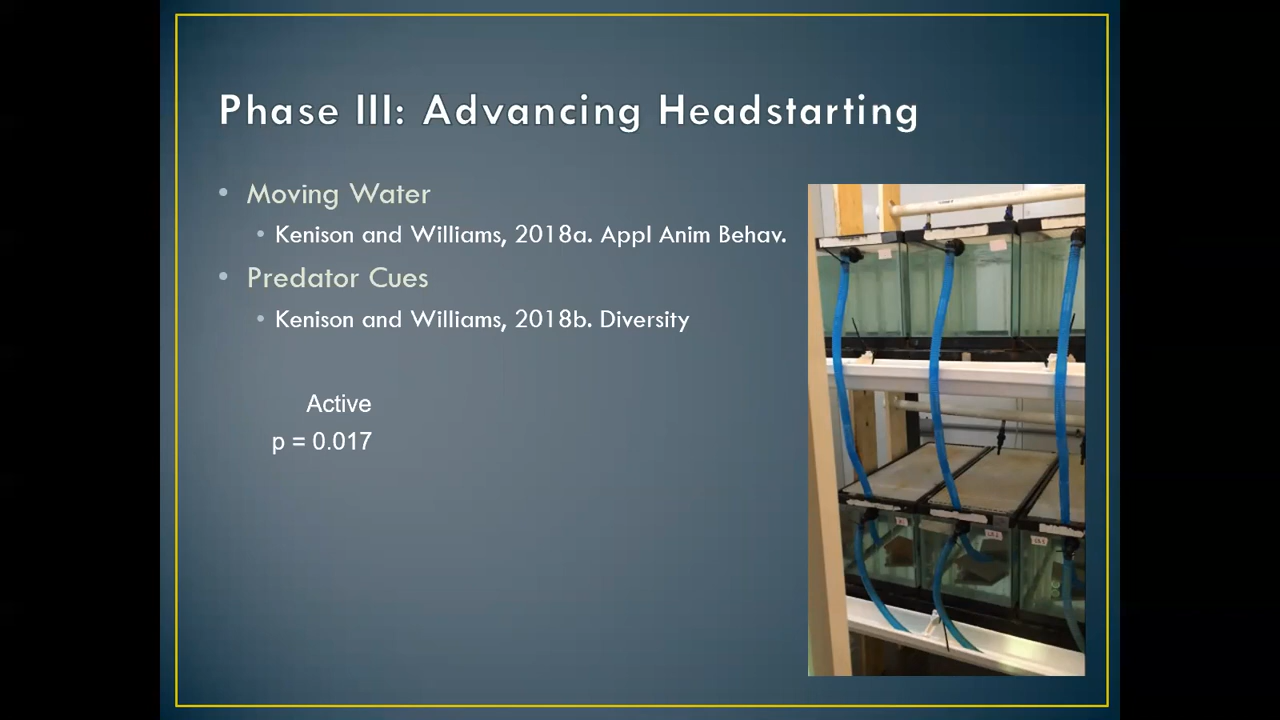 Phase III: Advancing Headstarting
• Moving Water
• Kenison and Williams, 2018a. Appl Anim Behav.
• Predator Cues
• Kenison and Williams, 2018b. Diversity
Active
p = 0.017